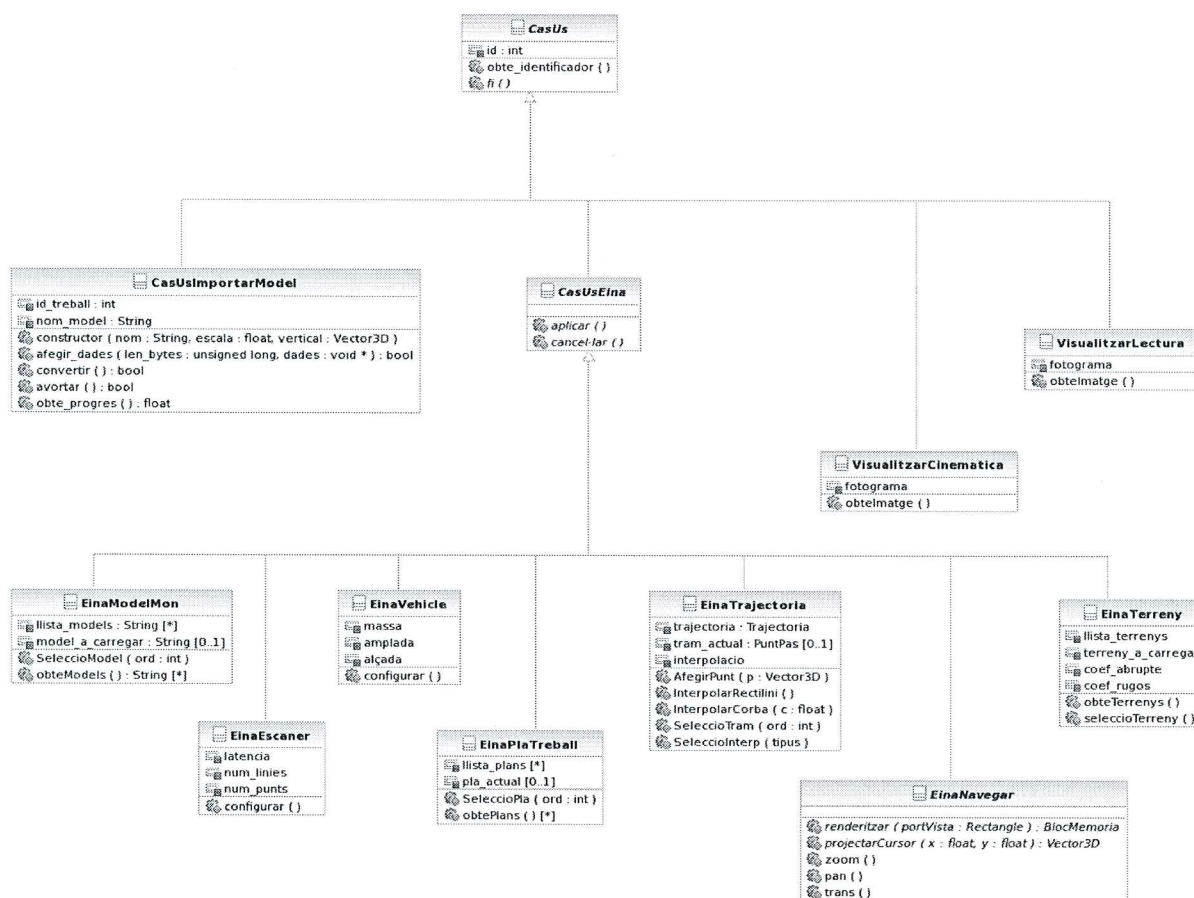 CasUs
id : int
obte_identificador ( )
fi ( )
CasUsImportarModel
id_treball : int
nom_model : String
constructor ( nom : String, escala : float, vertical : Vector3D )
afegir_dades ( len_bytes : unsigned long, dades : void * ) : bool
convertir ( ) : bool
avortar ( ) : bool
obte_progres ( ) : float
CasUsEina
aplicar ( )
cancel·lar ( )
VisualitzarLectura
fotograma
obteImatge ( )
VisualitzarCinematica
fotograma
obteImatge ( )
EinaModelMon
llista_models : String [*]
model_a_carregar : String [0..1]
SeleccioModel ( ord : int )
obteModels ( ) : String [*]
EinaVehicle
massa
amplada
alçada
configurar ( )
EinaTrajectoria
trajectoria : Trajectoria
tram_actual : PuntPas [0..1]
interpolacio
AfegirPunt ( p : Vector3D )
InterpolarRectilini ( )
InterpolarCorba ( c : float )
SeleccioTram ( ord : int )
SeleccioInterp ( tipus )
EinaTerreny
llista_terrenys
terreny_a_carrega
coef_abrupte
coef_rugos
obteTerrenys ( )
seleccioTerreny ( )
EinaEscaner
latencia
num_linies
num_punts
configurar ( )
EinaPlaTreball
llista_plans [*]
pla_actual [0..1]
SeleccioPla ( ord : int )
obtePlans ( ) [*]
EinaNavegar
renderitzar ( portVista : Rectangle ) : BlocMemoria
projectarCursor ( x : float, y : float ) : Vector3D
zoom ( )
pan ( )
trans ( )